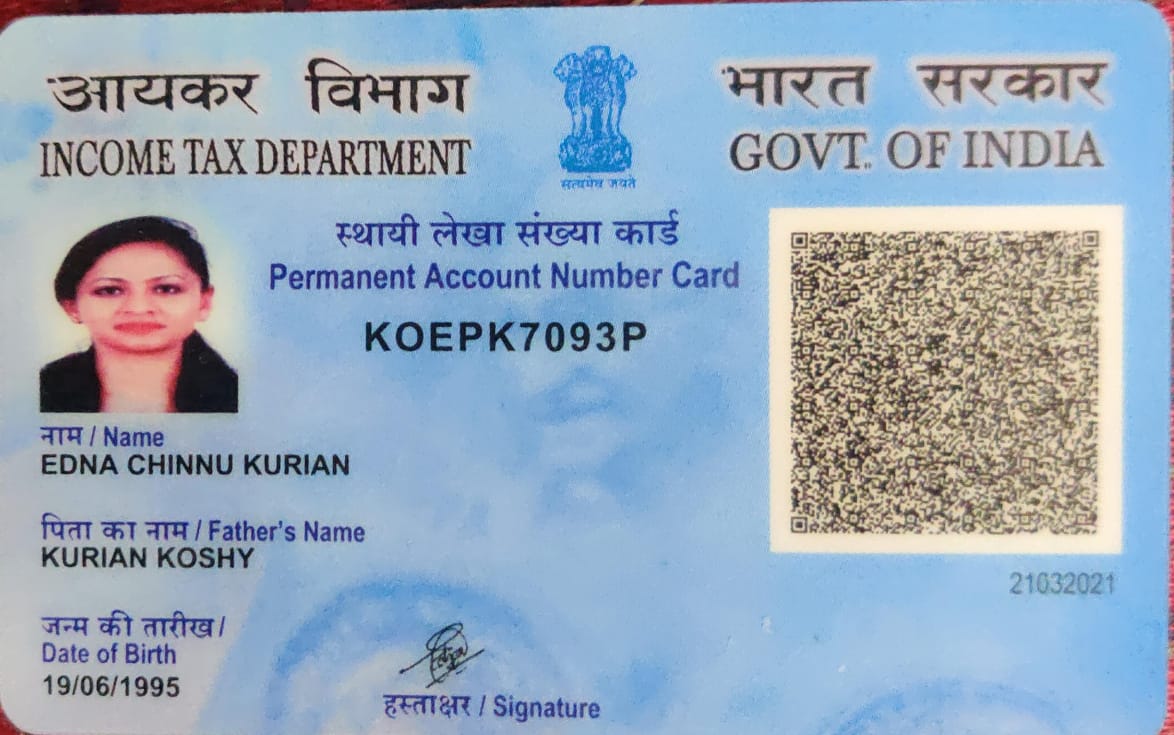 आयकर विभाग
INCOME TAX DEPARTMENT
सत्यमेव जयते
भारत सरकार
GOVT. OF INDIA
स्थायी लेखा संख्या कार्ड
Permanent Account Number Card
KOEPK7093P
नाम / Name
EDNA CHINNU KURIAN
पिता का नाम / Father's Name
KURIAN KOSHY
21032021
जन्म की तारीख /
Date of Birth
19/06/1995
हस्ताक्षर / Signature